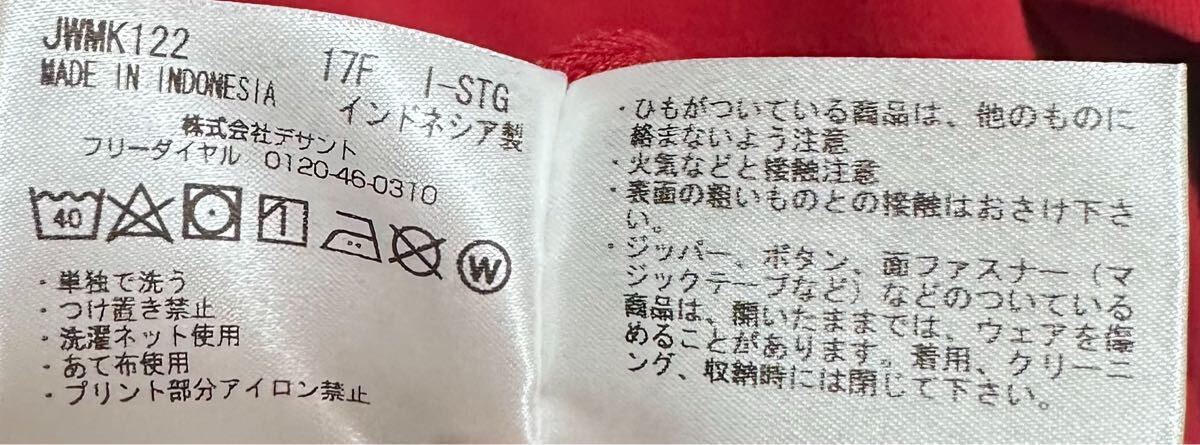 JWMK122
17F I-STG
MADE IN INDONESIA
インドネシア製
株式会社デサント
フリーダイヤル 0120-46-0310
40
W
・単独で洗う
・つけ置き禁止
・洗濯ネット使用
・あて布使用
・プリント部分アイロン禁止
・ひもがついている商品は、他のものに
絡まないよう注意
・火気などと接触注意
・表面の粗いものとの接触はおさけ下さ
い。
・ジッパー、ボタン、面ファスナー(マ
ジックテープなど)などのついている
商品は、開いたままでは、ウェアを傷
めることがあります。着用、クリーニ
ング、収納時には閉じて下さい。